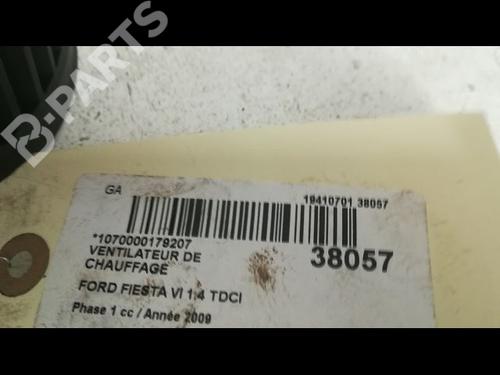 B-PARTS
GA
19410701 38057
*1070000179207
VENTILATEUR DE
CHAUFFAGE
38057
FORD FIESTA VI 1.4 TDCI
Phase 1 cc / Année 2009